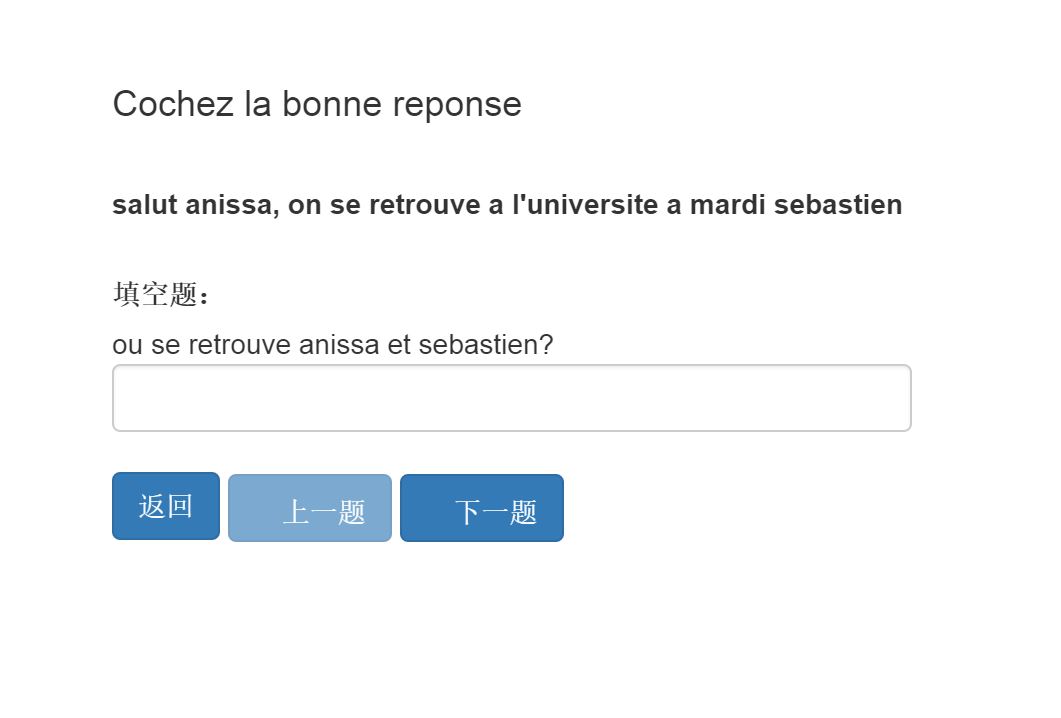 Cochez la bonne reponse
salut anissa, on se retrouve a l'universite a mardi sebastien
填空题：
ou se retrouve anissa et sebastien?
返回 上一题 下一题